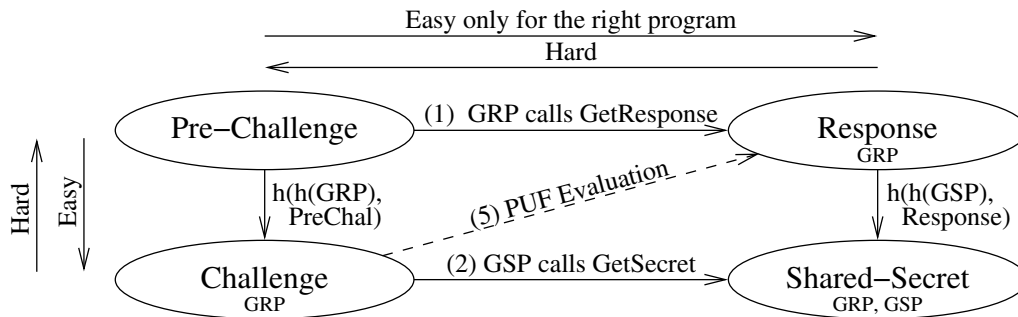 Easy only for the right program
Hard
Pre−Challenge
(1) GRP calls GetResponse
Response
GRP
Hard
Easy
h(h(GRP),
PreChal)
(5) PUF Evaluation
h(h(GSP),
Response)
Challenge
GRP
(2) GSP calls GetSecret
Shared−Secret
GRP, GSP